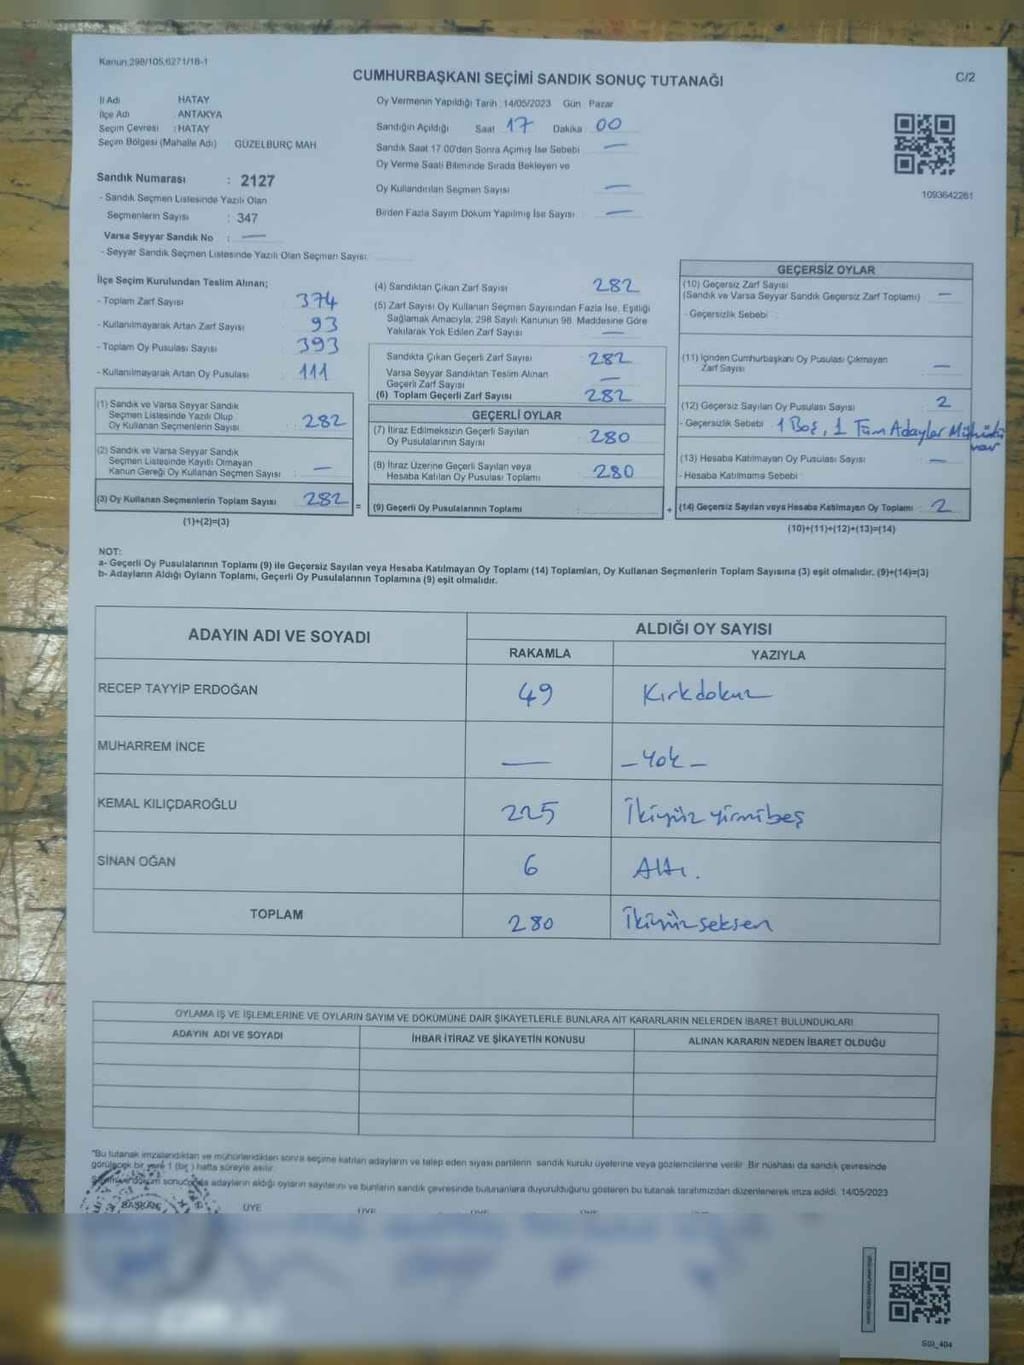 Kanun:298/105,6271/18-1
CUMHURBAŞKANI SEÇİMİ SANDIK SONUÇ TUTANAĞI
C/2
İl Adı HATAY
İlçe Adı : ANTAKYA
Seçim Çevresi : HATAY
Seçim Bölgesi (Mahalle Adı) GÜZELBURÇ MAH
Sandık Numarası : 2127
- Sandık Seçmen Listesinde Yazılı Olan
Seçmenlerin Sayısı : 347
Varsa Seyyar Sandık No : —
- Seyyar Sandık Seçmen Listesinde Yazılı Olan Seçmen Sayısı:
Oy Vermenin Yapıldığı Tarih : 14/05/2023 Gün Pazar
Sandığın Açıldığı Saat 17 Dakika 00
Sandık Saat 17.00'den Sonra Açımış İse Sebebi —
Oy Verme Saati Bitiminde Sırada Bekleyen ve
Oy Kullandırılan Seçmen Sayısı —
Birden Fazla Sayım Döküm Yapılmış İse Sayısı —
1093642261
İlçe Seçim Kurulundan Teslim Alınan;
- Toplam Zarf Sayısı 374
- Kullanılmayarak Artan Zarf Sayısı 93
- Toplam Oy Pusulası Sayısı 393
- Kullanılmayarak Artan Oy Pusulası 111
(1) Sandık ve Varsa Seyyar Sandık
Seçmen Listesinde Yazılı Olup
Oy Kullanan Seçmenlerin Sayısı 282
(2) Sandık ve Varsa Seyyar Sandık
Seçmen Listesinde Kayıtlı Olmayan
Kanun Gereği Oy Kullanan Seçmen Sayısı —
(3) Oy Kullanan Seçmenlerin Toplam Sayısı 282 =
(1)+(2)=(3)
(4) Sandıktan Çıkan Zarf Sayısı 282
(5) Zarf Sayısı Oy Kullanan Seçmen Sayısından Fazla İse, Eşitliği
Sağlamak Amacıyla; 298 Sayılı Kanunun 98. Maddesine Göre
Yakılarak Yok Edilen Zarf Sayısı —
Sandıkta Çıkan Geçerli Zarf Sayısı 282
Varsa Seyyar Sandıktan Teslim Alınan
Geçerli Zarf Sayısı —
(6) Toplam Geçerli Zarf Sayısı 282
GEÇERLİ OYLAR
(7) İtiraz Edilmeksizin Geçerli Sayılan
Oy Pusulalarının Sayısı 280
(8) İtiraz Üzerine Geçerli Sayılan veya
Hesaba Katılan Oy Pusulası Toplamı 280
(9) Geçerli Oy Pusulalarının Toplamı : +
GEÇERSİZ OYLAR
(10) Geçersiz Zarf Sayısı
(Sandık ve Varsa Seyyar Sandık Geçersiz Zarf Toplamı) —
- Geçersizlik Sebebi :
(11) İçinden Cumhurbaşkanı Oy Pusulası Çıkmayan
Zarf Sayısı —
(12) Geçersiz Sayılan Oy Pusulası Sayısı 2
- Geçersizlik Sebebi 1 Boş, 1 Tüm Adaylar Mühürü
var
(13) Hesaba Katılmayan Oy Pusulası Sayısı —
- Hesaba Katılmama Sebebi :
(14) Geçersiz Sayılan veya Hesaba Katılmayan Oy Toplamı 2
(10)+(11)+(12)+(13)=(14)
NOT:
a- Geçerli Oy Pusulalarının Toplamı (9) ile Geçersiz Sayılan veya Hesaba Katılmayan Oy Toplamı (14) Toplamları, Oy Kullanan Seçmenlerin Toplam Sayısına (3) eşit olmalıdır. (9)+(14)=(3)
b- Adayların Aldığı Oyların Toplamı, Geçerli Oy Pusulalarının Toplamına (9) eşit olmalıdır.
ADAYIN ADI VE SOYADI
ALDIĞI OY SAYISI
RAKAMLA YAZIYLA
RECEP TAYYİP ERDOĞAN 49 Kırkdokuz
MUHARREM İNCE — -Yok-
KEMAL KILIÇDAROĞLU 225 İkiyüz yirmibeş
SİNAN OĞAN 6 Altı.
TOPLAM 280 İkiyüz seksen
OYLAMA İŞ VE İŞLEMLERİNE VE OYLARIN SAYIM VE DÖKÜMÜNE DAİR ŞİKAYETLERLE BUNLARA AİT KARARLARIN NELERDEN İBARET BULUNDUKLARI
ADAYIN ADI VE SOYADI İHBAR İTİRAZ VE ŞİKAYETİN KONUSU ALINAN KARARIN NEDEN İBARET OLDUĞU
"Bu tutanak imzalandıktan ve mühürlendikten sonra seçime katılan adayların ve talep eden siyasi partilerin sandık kurulu üyelerine veya gözlemcilerine verilir. Bir nüshası da sandık çevresinde
görülecek bir yere 1 (bir ) hafta süreyle asılır.
döküm sonucunda adayların aldığı oyların sayılarını ve bunların sandık çevresinde bulunanlara duyurulduğunu gösteren bu tutanak tarafımızdan düzenlenerek imza edildi. 14/05/2023
BAŞKAN ÜYE ÜYE ÜYE ÜYE ÜYE